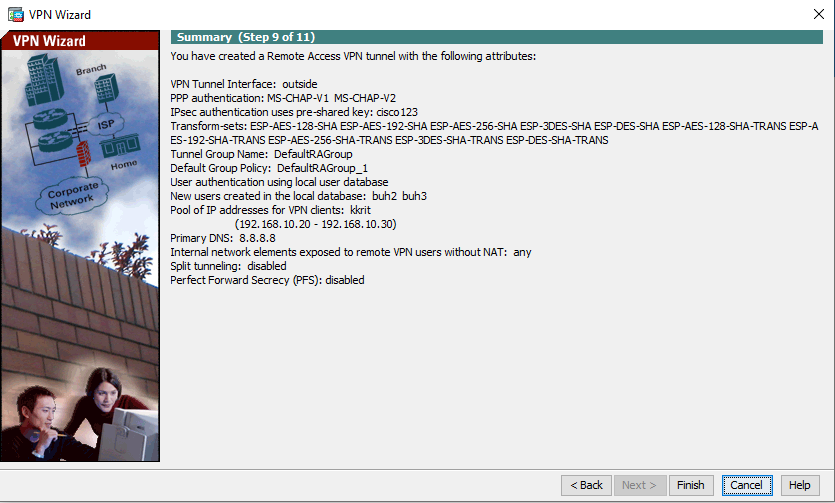 VPN Wizard
VPN Wizard
Branch
ISP
Home
Corporate
Network
Summary (Step 9 of 11)
You have created a Remote Access VPN tunnel with the following attributes:
VPN Tunnel Interface: outside
PPP authentication: MS-CHAP-V1 MS-CHAP-V2
IPsec authentication uses pre-shared key: cisco123
Transform-sets: ESP-AES-128-SHA ESP-AES-192-SHA ESP-AES-256-SHA ESP-3DES-SHA ESP-DES-SHA ESP-AES-128-SHA-TRANS ESP-A
ES-192-SHA-TRANS ESP-AES-256-SHA-TRANS ESP-3DES-SHA-TRANS ESP-DES-SHA-TRANS
Tunnel Group Name: DefaultRAGroup
Default Group Policy: DefaultRAGroup_1
User authentication using local user database
New users created in the local database: buh2 buh3
Pool of IP addresses for VPN clients: kkrit
(192.168.10.20 - 192.168.10.30)
Primary DNS: 8.8.8.8
Internal network elements exposed to remote VPN users without NAT: any
Split tunneling: disabled
Perfect Forward Secrecy (PFS): disabled
< Back Next > Finish Cancel Help